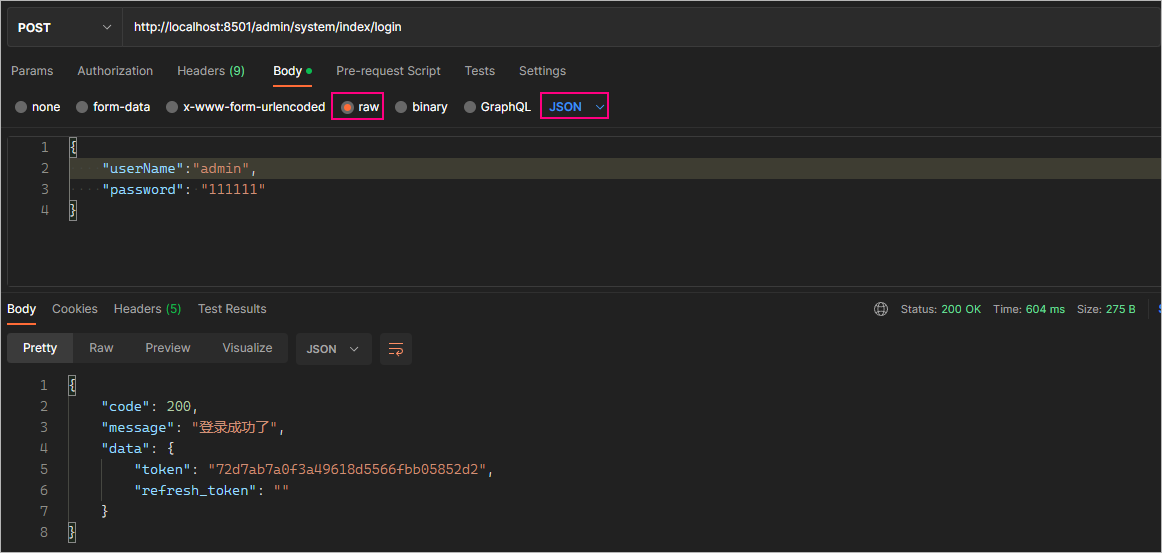 POST http://localhost:8501/admin/system/index/login
Params Authorization Headers (9) Body Pre-request Script Tests Settings
none form-data x-www-form-urlencoded raw binary GraphQL JSON
1 {
2 "userName":"admin",
3 "password": "111111"
4 }
Body Cookies Headers (5) Test Results Status: 200 OK Time: 604 ms Size: 275 B
Pretty Raw Preview Visualize JSON
1 {
2 "code": 200,
3 "message": "登录成功了",
4 "data": {
5 "token": "72d7ab7a0f3a49618d5566fbb05852d2",
6 "refresh_token": ""
7 }
8 }